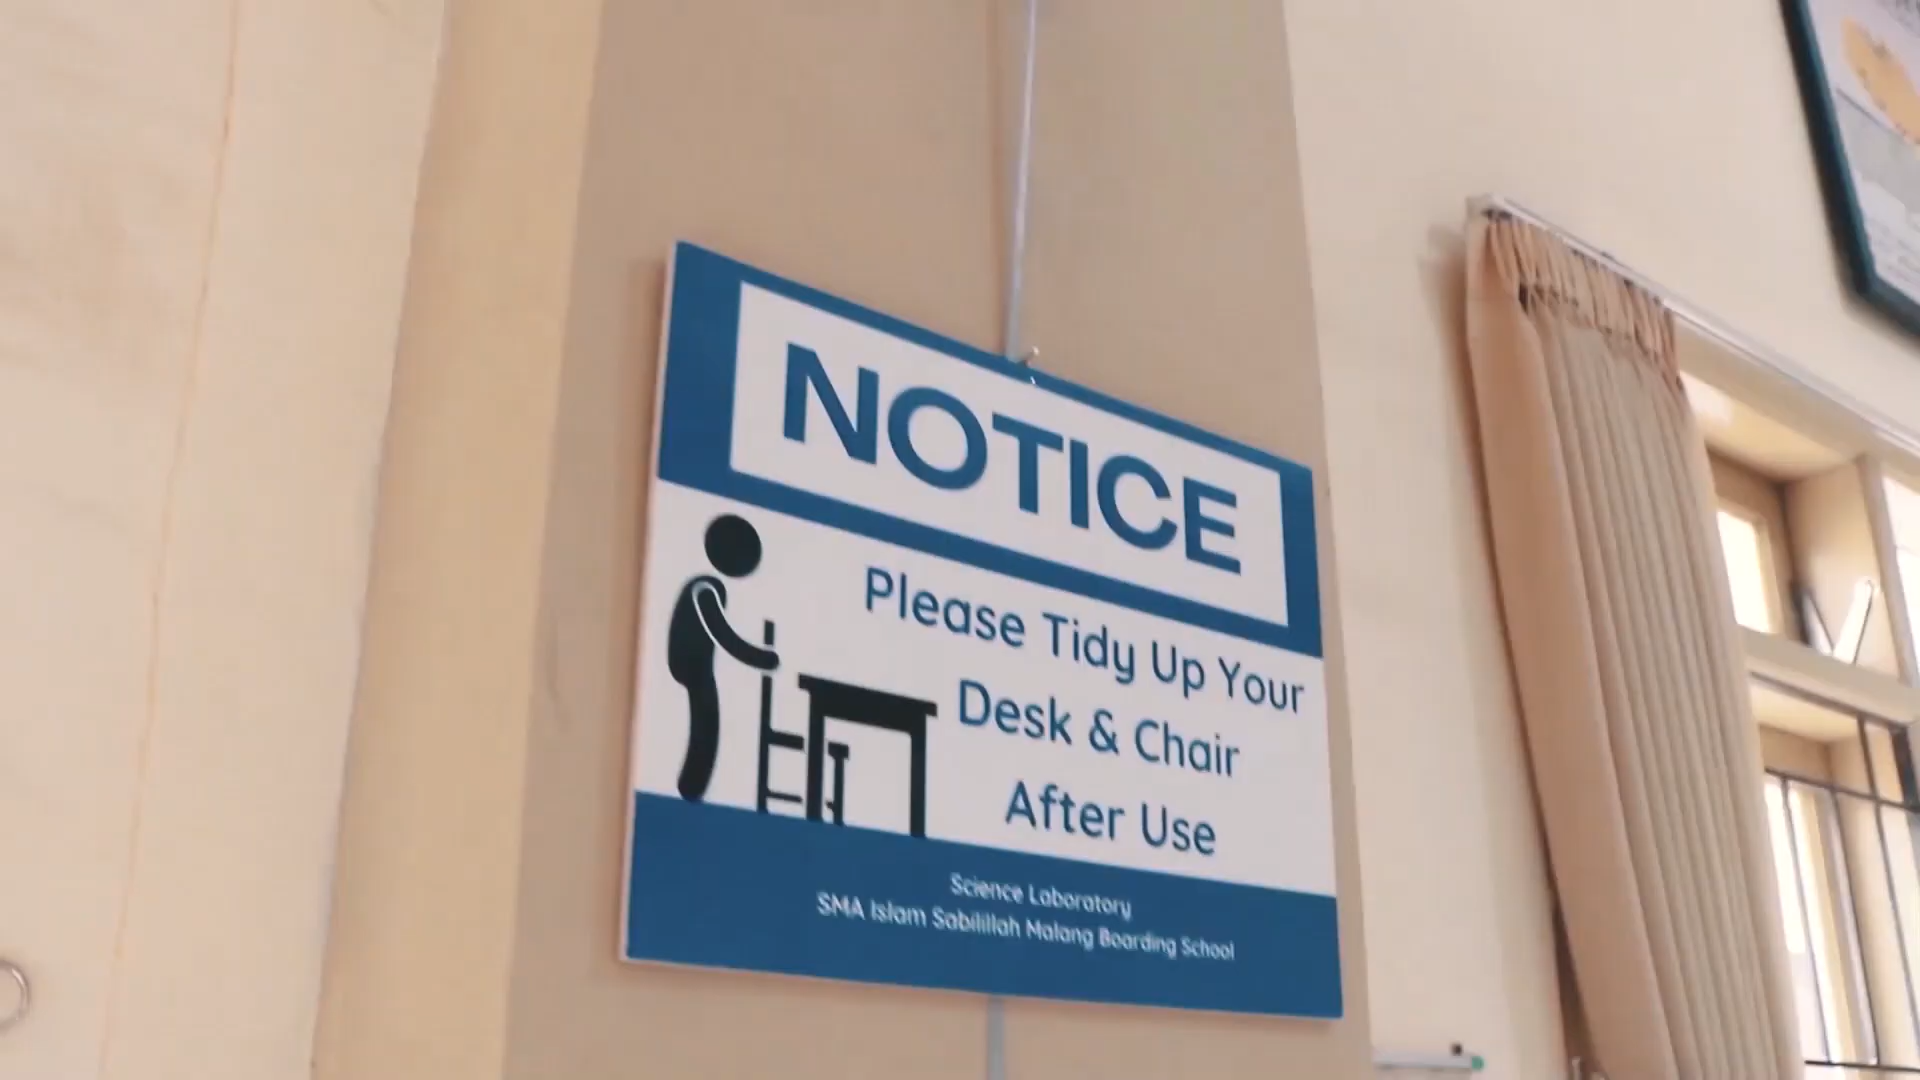 NOTICE
Please Tidy Up Your
Desk & Chair
After Use
Science Laboratory
SMA Islam Sabilillah Malang Boarding School